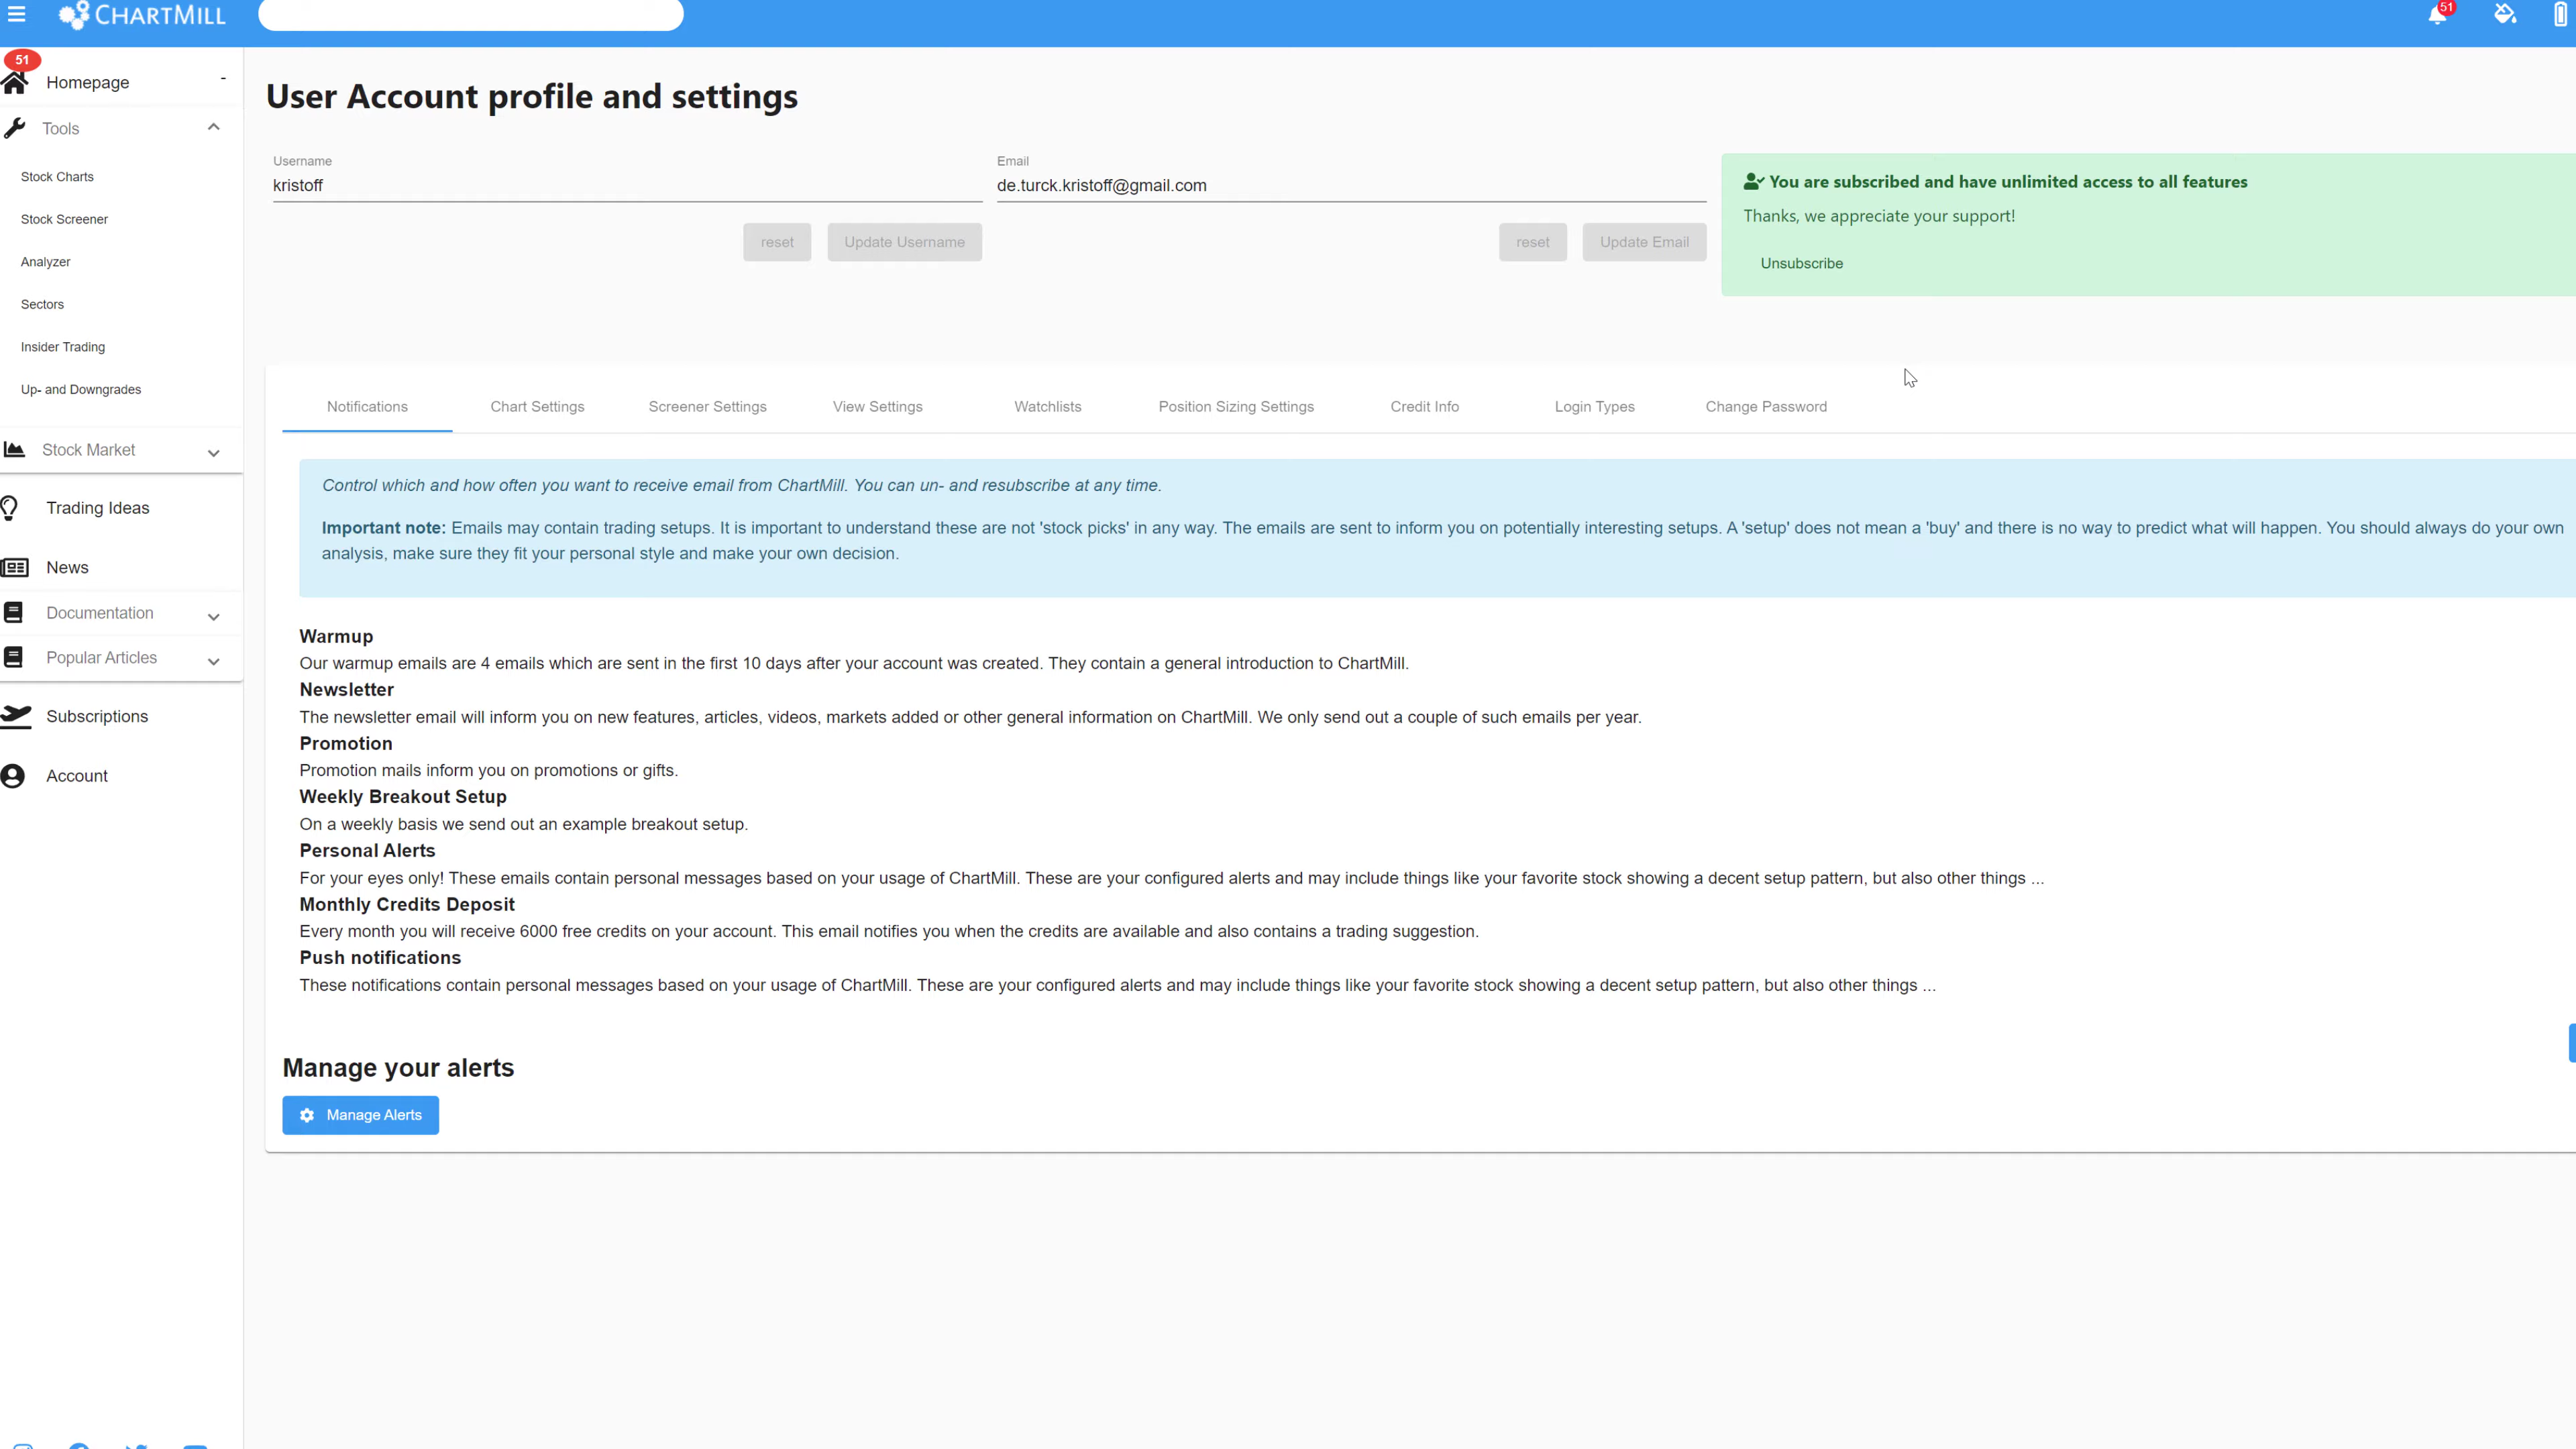 CHARTMILL
51
51
Homepage -
Tools
Stock Charts
Stock Screener
Analyzer
Sectors
Insider Trading
Up- and Downgrades
Stock Market
Trading Ideas
News
Documentation
Popular Articles
Subscriptions
Account
User Account profile and settings
Username
kristoff
reset
Update Username
Email
de.turck.kristoff@gmail.com
reset
Update Email
You are subscribed and have unlimited access to all features
Thanks, we appreciate your support!
Unsubscribe
Notifications
Chart Settings
Screener Settings
View Settings
Watchlists
Position Sizing Settings
Credit Info
Login Types
Change Password
Control which and how often you want to receive email from ChartMill. You can un- and resubscribe at any time.
Important note: Emails may contain trading setups. It is important to understand these are not 'stock picks' in any way. The emails are sent to inform you on potentially interesting setups. A 'setup' does not mean a 'buy' and there is no way to predict what will happen. You should always do your own
analysis, make sure they fit your personal style and make your own decision.
Warmup
Our warmup emails are 4 emails which are sent in the first 10 days after your account was created. They contain a general introduction to ChartMill.
Newsletter
The newsletter email will inform you on new features, articles, videos, markets added or other general information on ChartMill. We only send out a couple of such emails per year.
Promotion
Promotion mails inform you on promotions or gifts.
Weekly Breakout Setup
On a weekly basis we send out an example breakout setup.
Personal Alerts
For your eyes only! These emails contain personal messages based on your usage of ChartMill. These are your configured alerts and may include things like your favorite stock showing a decent setup pattern, but also other things ...
Monthly Credits Deposit
Every month you will receive 6000 free credits on your account. This email notifies you when the credits are available and also contains a trading suggestion.
Push notifications
These notifications contain personal messages based on your usage of ChartMill. These are your configured alerts and may include things like your favorite stock showing a decent setup pattern, but also other things ...
Manage your alerts
Manage Alerts